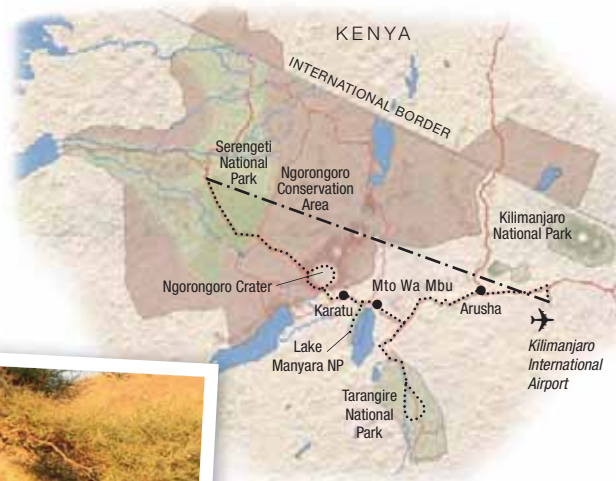 KENYA
INTERNATIONAL BORDER
Serengeti
National
Park
Ngorongoro
Conservation
Area
Kilimanjaro
National Park
Ngorongoro Crater
Mto Wa Mbu
Karatu
Arusha
Lake
Manyara NP
Kilimanjaro
International
Airport
Tarangire
National
Park